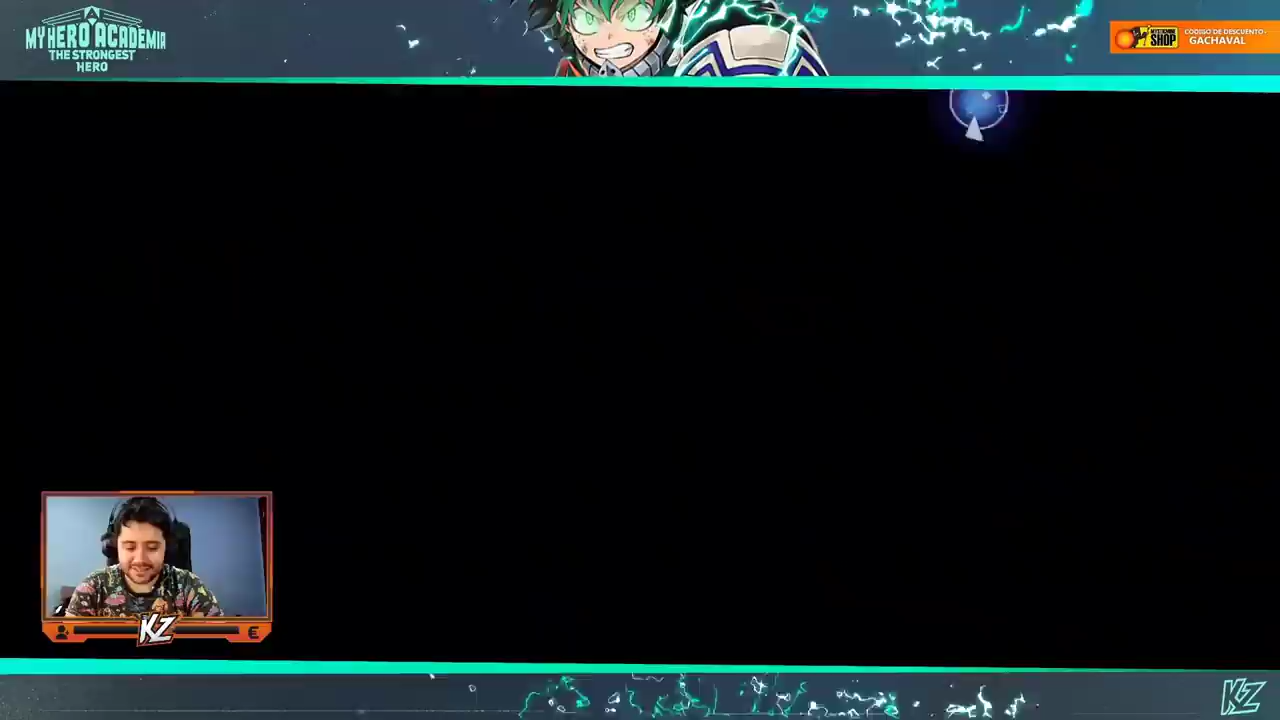 MY HERO ACADEMIA
THE STRONGEST
HERO
SHOP
CODIGO DE DESCUENTO
GACHAVAL
KZ
KZ